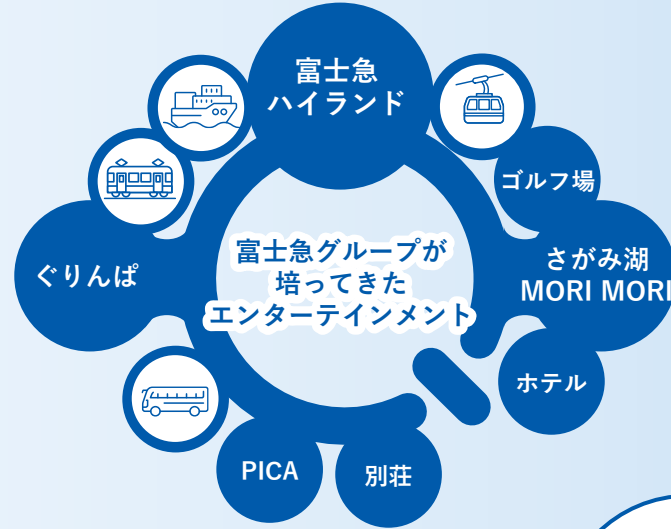 富士急
ハイランド
ゴルフ場
ぐりんぱ
富士急グループが
培ってきた
エンターテインメント
さがみ湖
MORI MORI
ホテル
PICA
別荘